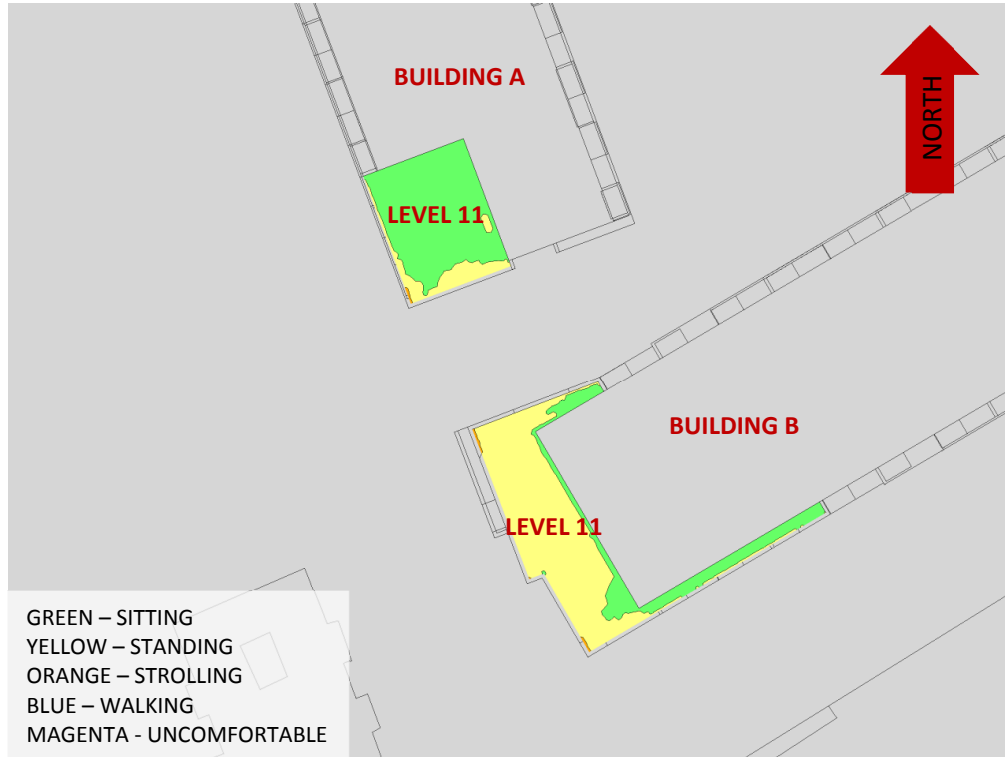 BUILDING A
NORTH
LEVEL 11
BUILDING B
LEVEL 11
GREEN – SITTING
YELLOW – STANDING
ORANGE – STROLLING
BLUE – WALKING
MAGENTA - UNCOMFORTABLE